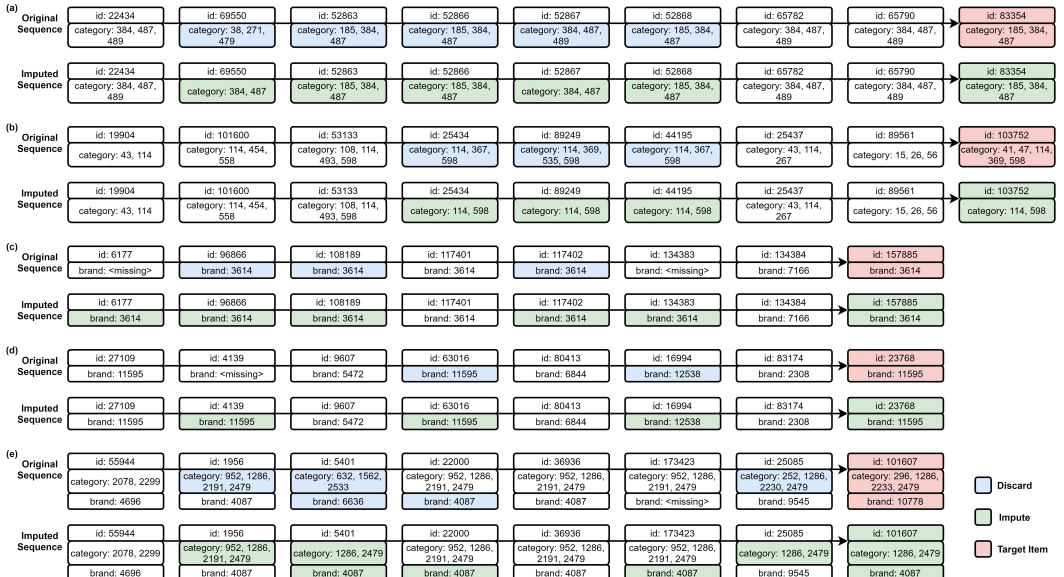 (a)
Original Sequence
id: 22434
category: 384, 487,
489
id: 69550
category: 38, 271,
479
id: 52863
category: 185, 384,
487
id: 52866
category: 185, 384,
487
id: 52867
category: 384, 487,
489
id: 52868
category: 185, 384,
487
id: 65782
category: 384, 487,
489
id: 65790
category: 384, 487,
489
id: 83354
category: 185, 384,
487
Imputed Sequence
id: 22434
category: 384, 487,
489
id: 69550
category: 384, 487
id: 52863
category: 185, 384,
487
id: 52866
category: 185, 384,
487
id: 52867
category: 384, 487
id: 52868
category: 185, 384,
487
id: 65782
category: 384, 487,
489
id: 65790
category: 384, 487,
489
id: 83354
category: 185, 384,
487
(b)
Original Sequence
id: 19904
category: 43, 114
id: 101600
category: 114, 454,
558
id: 53133
category: 108, 114,
493, 598
id: 25434
category: 114, 367,
598
id: 89249
category: 114, 369,
535, 598
id: 44195
category: 114, 367,
598
id: 25437
category: 43, 114,
267
id: 89561
category: 15, 26, 56
id: 103752
category: 41, 47, 114,
369, 598
Imputed Sequence
id: 19904
category: 43, 114
id: 101600
category: 114, 454,
558
id: 53133
category: 108, 114,
493, 598
id: 25434
category: 114, 598
id: 89249
category: 114, 598
id: 44195
category: 114, 598
id: 25437
category: 43, 114,
267
id: 89561
category: 15, 26, 56
id: 103752
category: 114, 598
(c)
Original Sequence
id: 6177
brand: <missing>
id: 96866
brand: 3614
id: 108189
brand: 3614
id: 117401
brand: 3614
id: 117402
brand: 3614
id: 134383
brand: <missing>
id: 134384
brand: 7166
id: 157885
brand: 3614
Imputed Sequence
id: 6177
brand: 3614
id: 96866
brand: 3614
id: 108189
brand: 3614
id: 117401
brand: 3614
id: 117402
brand: 3614
id: 134383
brand: 3614
id: 134384
brand: 7166
id: 157885
brand: 3614
(d)
Original Sequence
id: 27109
brand: 11595
id: 4139
brand: <missing>
id: 9607
brand: 5472
id: 63016
brand: 11595
id: 80413
brand: 6844
id: 16994
brand: 12538
id: 83174
brand: 2308
id: 23768
brand: 11595
Imputed Sequence
id: 27109
brand: 11595
id: 4139
brand: 11595
id: 9607
brand: 5472
id: 63016
brand: 11595
id: 80413
brand: 6844
id: 16994
brand: 12538
id: 83174
brand: 2308
id: 23768
brand: 11595
(e)
Original Sequence
id: 55944
category: 2078, 2299
brand: 4696
id: 1956
category: 952, 1286,
2191, 2479
brand: 4087
id: 5401
category: 632, 1562,
2533
brand: 6636
id: 22000
category: 952, 1286,
2191, 2479
brand: 4087
id: 36936
category: 952, 1286,
2191, 2479
brand: 4087
id: 173423
category: 952, 1286,
2191, 2479
brand: <missing>
id: 25085
category: 252, 1286,
2230, 2479
brand: 9545
id: 101607
category: 296, 1286,
2233, 2479
brand: 10778
Imputed Sequence
id: 55944
category: 2078, 2299
brand: 4696
id: 1956
category: 952, 1286,
2191, 2479
brand: 4087
id: 5401
category: 1286, 2479
brand: 4087
id: 22000
category: 952, 1286,
2191, 2479
brand: 4087
id: 36936
category: 952, 1286,
2191, 2479
brand: 4087
id: 173423
category: 952, 1286,
2191, 2479
brand: 4087
id: 25085
category: 1286, 2479
brand: 9545
id: 101607
category: 1286, 2479
brand: 4087
Discard
Impute
Target Item